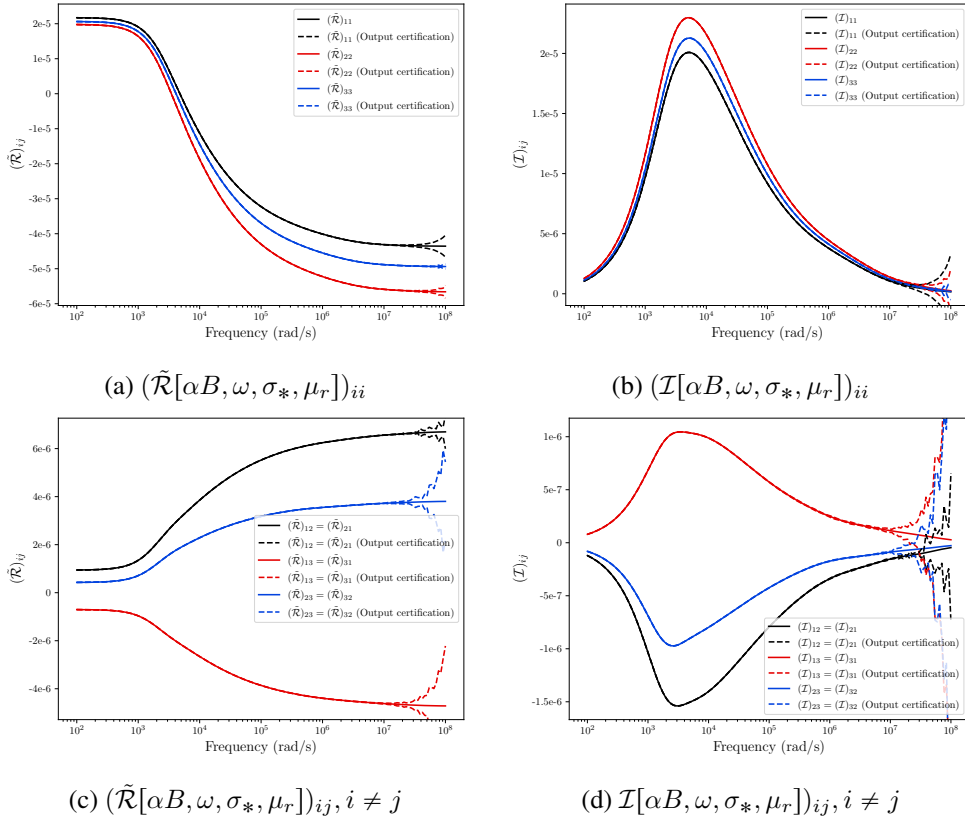 2e-5
1e-5
0
-1e-5
-2e-5
-3e-5
-4e-5
-5e-5
-6e-5
(R̃)ᵢⱼ
(R̃)₁₁
(R̃)₁₁ (Output certification)
(R̃)₂₂
(R̃)₂₂ (Output certification)
(R̃)₃₃
(R̃)₃₃ (Output certification)
10² 10³ 10⁴ 10⁵ 10⁶ 10⁷ 10⁸
Frequency (rad/s)
(a) (R̃[αB, ω, σ∗, μᵣ])ᵢᵢ
2e-5
1.5e-5
1e-5
5e-6
0
(I)ᵢⱼ
(I)₁₁
(I)₁₁ (Output certification)
(I)₂₂
(I)₂₂ (Output certification)
(I)₃₃
(I)₃₃ (Output certification)
10² 10³ 10⁴ 10⁵ 10⁶ 10⁷ 10⁸
Frequency (rad/s)
(b) (I[αB, ω, σ∗, μᵣ])ᵢᵢ
6e-6
4e-6
2e-6
0
-2e-6
-4e-6
(R̃)ᵢⱼ
(R̃)₁₂ = (R̃)₂₁
(R̃)₁₂ = (R̃)₂₁ (Output certification)
(R̃)₁₃ = (R̃)₃₁
(R̃)₁₃ = (R̃)₃₁ (Output certification)
(R̃)₂₃ = (R̃)₃₂
(R̃)₂₃ = (R̃)₃₂ (Output certification)
10² 10³ 10⁴ 10⁵ 10⁶ 10⁷ 10⁸
Frequency (rad/s)
(c) (R̃[αB, ω, σ∗, μᵣ])ᵢⱼ, i ≠ j
1e-6
5e-7
0
-5e-7
-1e-6
-1.5e-6
(I)ᵢⱼ
(I)₁₂ = (I)₂₁
(I)₁₂ = (I)₂₁ (Output certification)
(I)₁₃ = (I)₃₁
(I)₁₃ = (I)₃₁ (Output certification)
(I)₂₃ = (I)₃₂
(I)₂₃ = (I)₃₂ (Output certification)
10² 10³ 10⁴ 10⁵ 10⁶ 10⁷ 10⁸
Frequency (rad/s)
(d) I[αB, ω, σ∗, μᵣ])ᵢⱼ, i ≠ j